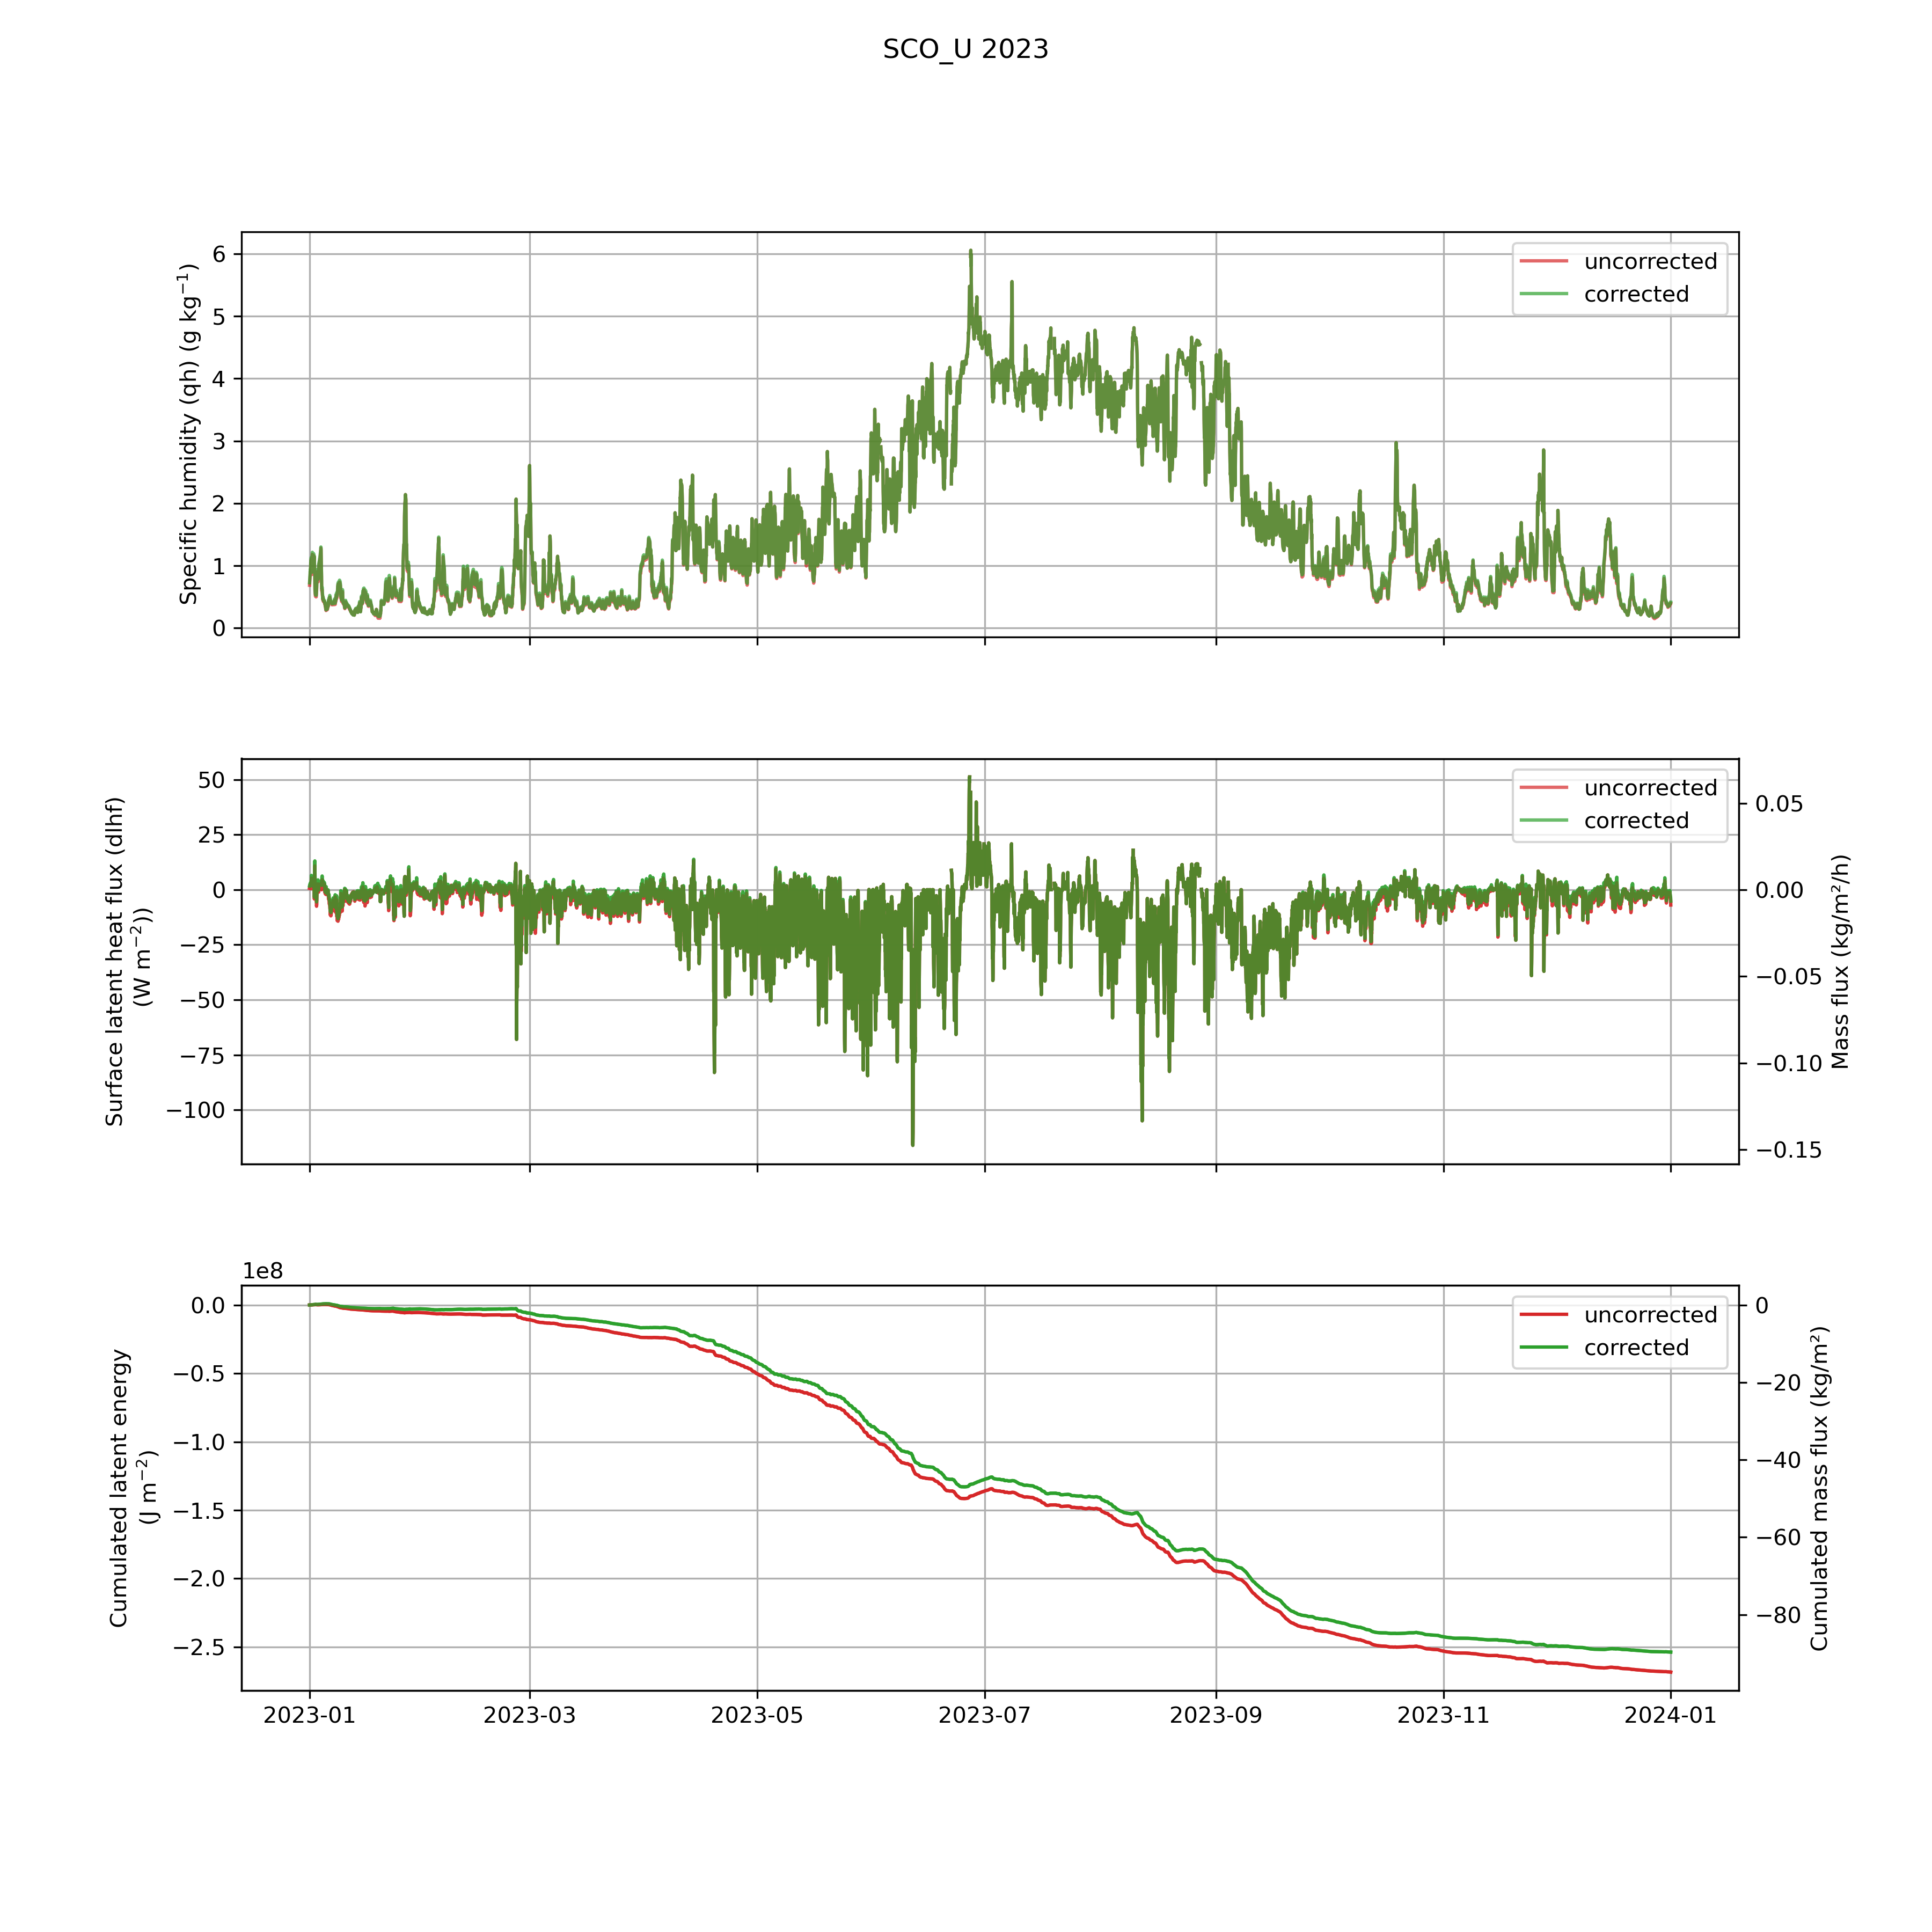 SCO_U 2023
Specific humidity (qh) (g kg⁻¹)
6
5
4
3
2
1
0
uncorrected
corrected
Surface latent heat flux (dlhf)
(W m⁻²))
50
25
0
−25
−50
−75
−100
uncorrected
corrected
0.05
0.00
−0.05
−0.10
−0.15
Mass flux (kg/m²/h)
1e8
Cumulated latent energy
(J m⁻²)
0.0
−0.5
−1.0
−1.5
−2.0
−2.5
uncorrected
corrected
0
−20
−40
−60
−80
Cumulated mass flux (kg/m²)
2023-01 2023-03 2023-05 2023-07 2023-09 2023-11 2024-01